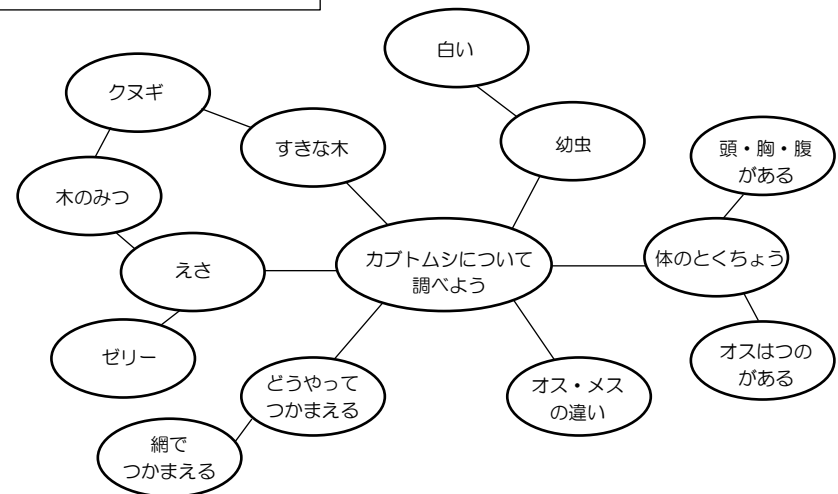 白い
クヌギ
すきな木
幼虫
頭・胸・腹
がある
木のみつ
えさ
カブトムシについて
調べよう
体のとくちょう
ゼリー
どうやって
つかまえる
オス・メス
の違い
オスはつの
がある
網で
つかまえる